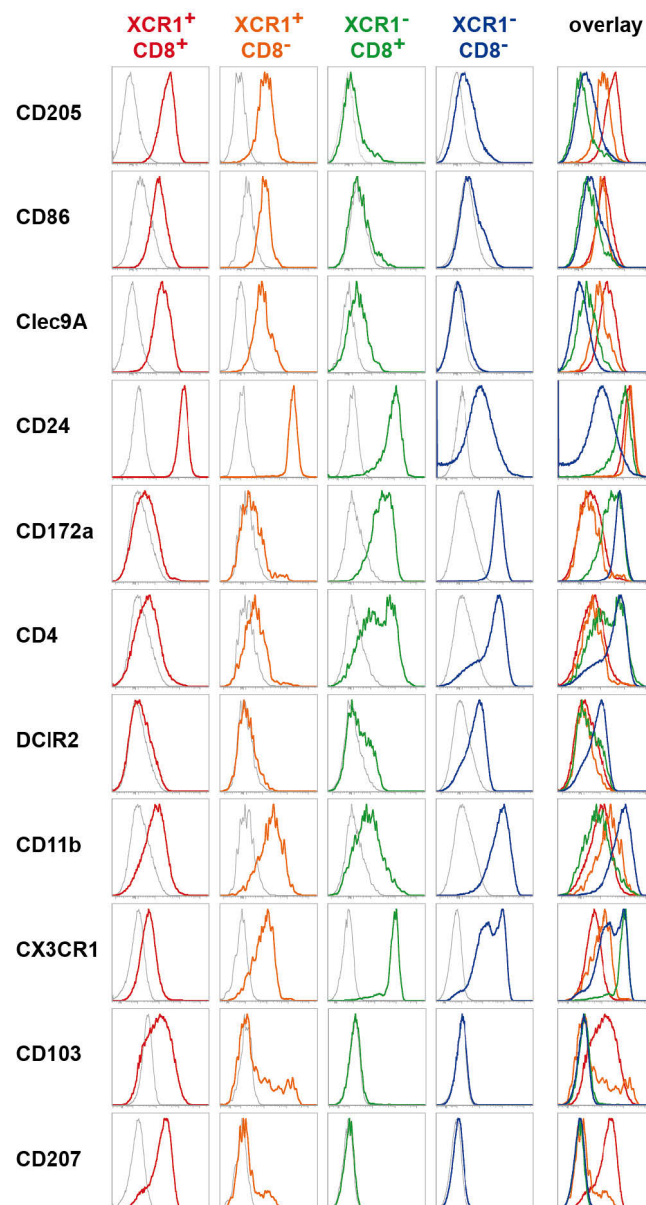 XCR1+ XCR1+ XCR1- XCR1- overlay
CD8+ CD8- CD8+ CD8-
CD205
CD86
Clec9A
CD24
CD172a
CD4
DCIR2
CD11b
CX3CR1
CD103
CD207